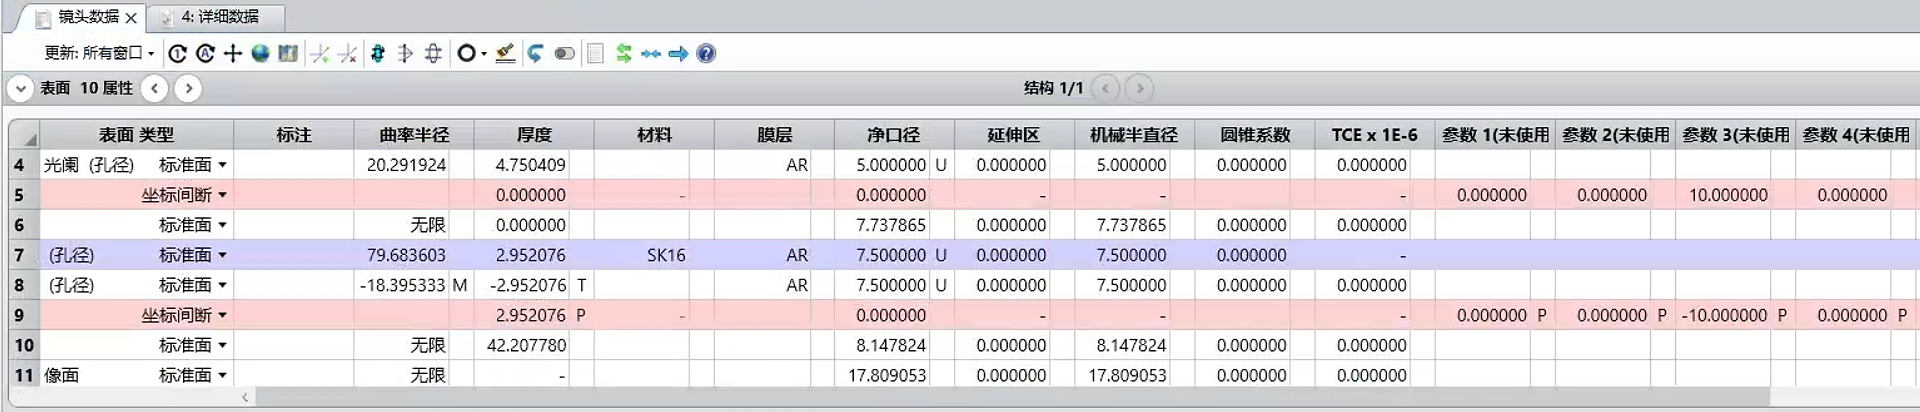 镜头数据 × 4: 详细数据
更新: 所有窗口
表面 10 属性 结构 1/1
表面 类型 标注 曲率半径 厚度 材料 膜层 净口径 延伸区 机械半直径 圆锥系数 TCE x 1E-6 参数 1(未使用 参数 2(未使用 参数 3(未使用 参数 4(未使用
4 光阑 (孔径) 标准面 20.291924 4.750409 AR 5.000000 U 0.000000 5.000000 0.000000 0.000000
5 坐标间断 0.000000 - 0.000000 - - - 0.000000 0.000000 10.000000 0.000000
6 标准面 无限 0.000000 7.737865 0.000000 7.737865 0.000000 0.000000
7 (孔径) 标准面 79.683603 2.952076 SK16 AR 7.500000 U 0.000000 7.500000 0.000000 -
8 (孔径) 标准面 -18.395333 M -2.952076 T AR 7.500000 U 0.000000 7.500000 0.000000 0.000000
9 坐标间断 2.952076 P - 0.000000 - - - 0.000000 P 0.000000 P -10.000000 P 0.000000 P
10 标准面 无限 42.207780 8.147824 0.000000 8.147824 0.000000 0.000000
11 像面 标准面 无限 - 17.809053 0.000000 17.809053 0.000000 0.000000